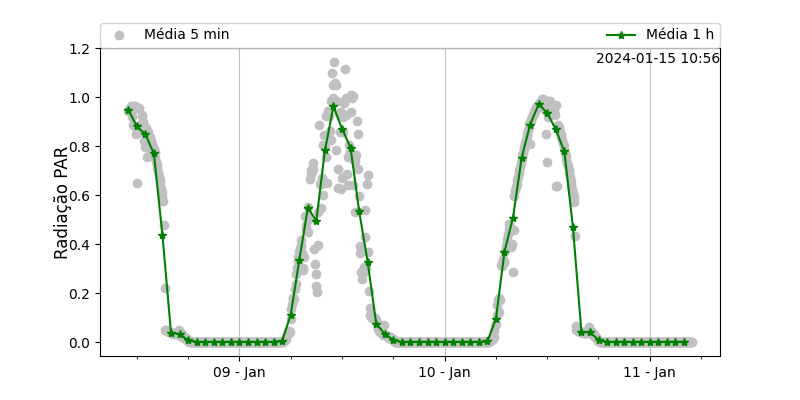 Média 5 min
Média 1 h
2024-01-15 10:56
Radiação PAR
1.2
1.0
0.8
0.6
0.4
0.2
0.0
09 - Jan
10 - Jan
11 - Jan